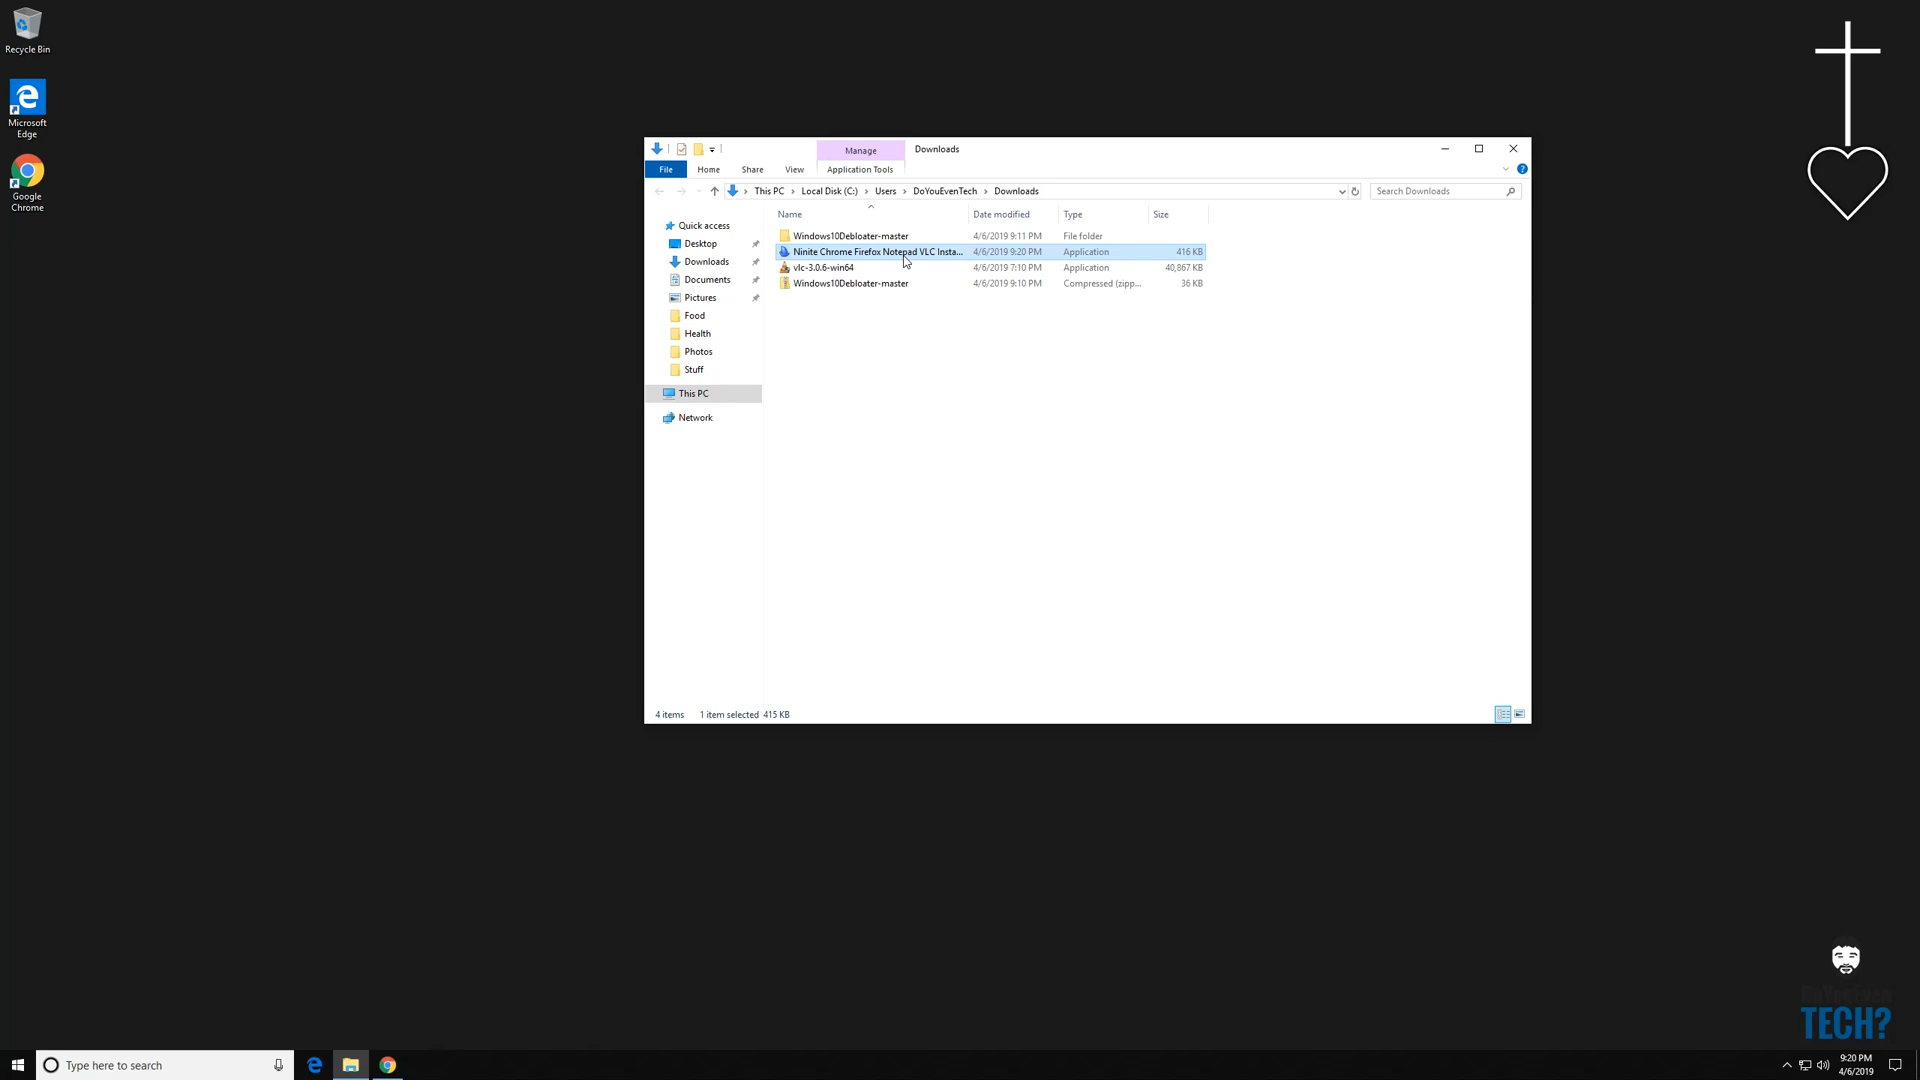 Recycle Bin
Microsoft
Edge
Google
Chrome
Manage
Downloads
File
Home
Share
View
Application Tools
This PC
Local Disk (C:)
Users
DoYouEvenTech
Downloads
Search Downloads
Name
Date modified
Type
Size
Quick access
Desktop
Downloads
Documents
Pictures
Food
Health
Photos
Stuff
This PC
Network
Windows10Debloater-master 4/6/2019 9:11 PM File folder
Ninite Chrome Firefox Notepad VLC Insta... 4/6/2019 9:20 PM Application 416 KB
vlc-3.0.6-win64 4/6/2019 7:10 PM Application 40,867 KB
Windows10Debloater-master 4/6/2019 9:10 PM Compressed (zipp... 36 KB
4 items 1 item selected 415 KB
TECH?
Type here to search
9:20 PM
4/6/2019